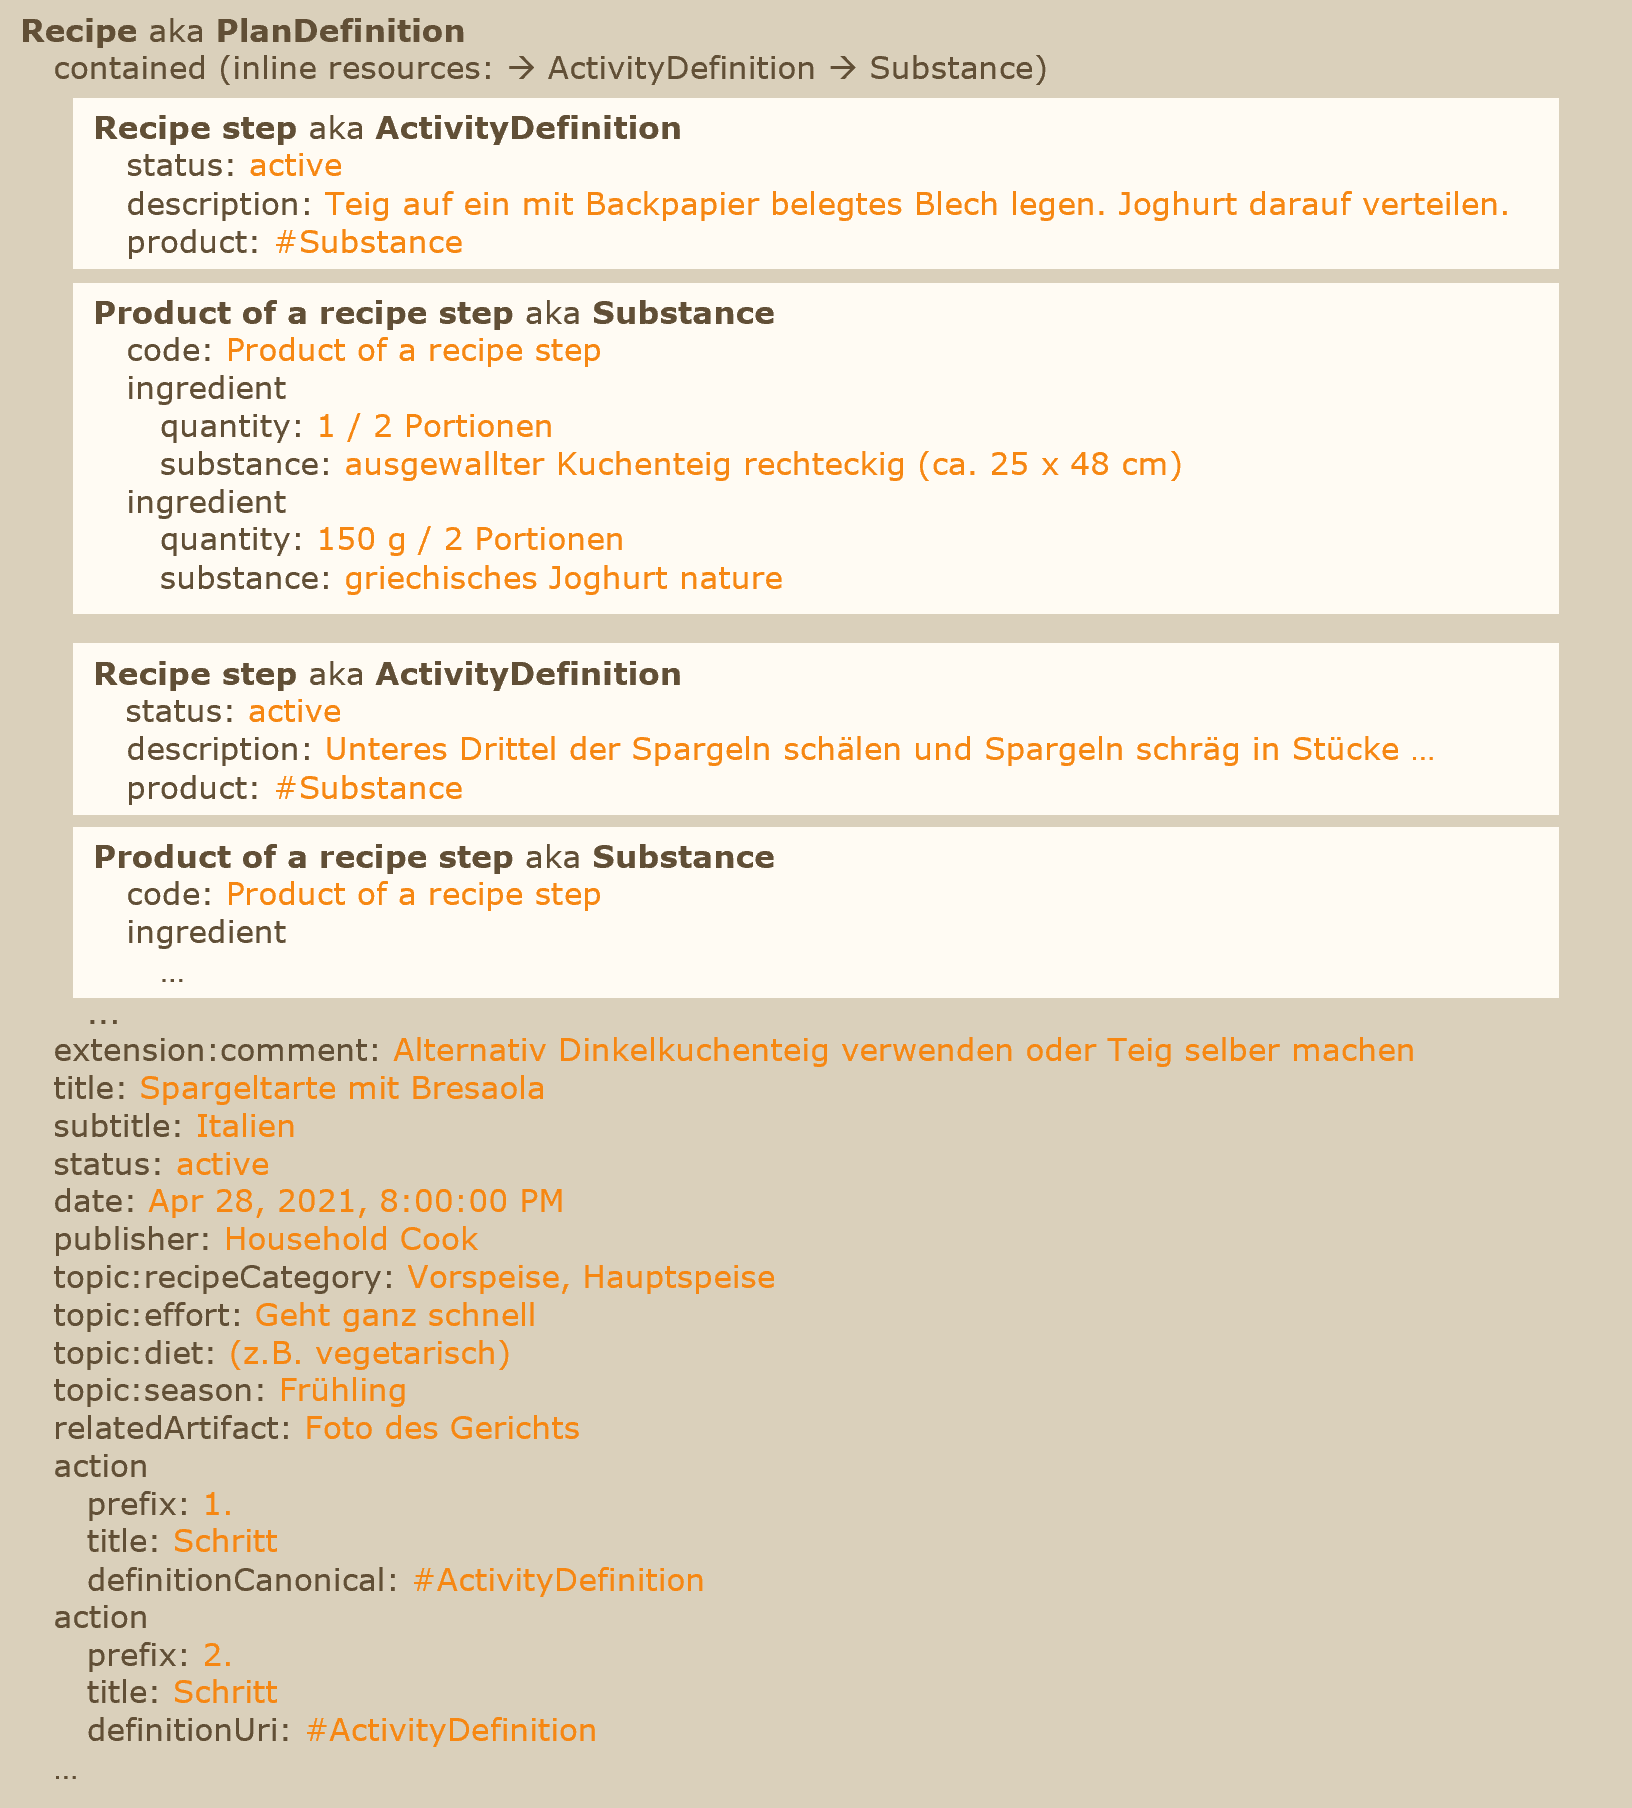 Recipe aka PlanDefinition
contained (inline resources: → ActivityDefinition → Substance)
Recipe step aka ActivityDefinition
status: active
description: Teig auf ein mit Backpapier belegtes Blech legen. Joghurt darauf verteilen.
product: #Substance
Product of a recipe step aka Substance
code: Product of a recipe step
ingredient
quantity: 1 / 2 Portionen
substance: ausgewallter Kuchenteig rechteckig (ca. 25 x 48 cm)
ingredient
quantity: 150 g / 2 Portionen
substance: griechisches Joghurt nature
Recipe step aka ActivityDefinition
status: active
description: Unteres Drittel der Spargeln schälen und Spargeln schräg in Stücke ...
product: #Substance
Product of a recipe step aka Substance
code: Product of a recipe step
ingredient
...
...
extension:comment: Alternativ Dinkelkuchenteig verwenden oder Teig selber machen
title: Spargeltarte mit Bresaola
subtitle: Italien
status: active
date: Apr 28, 2021, 8:00:00 PM
publisher: Household Cook
topic:recipeCategory: Vorspeise, Hauptspeise
topic:effort: Geht ganz schnell
topic:diet: (z.B. vegetarisch)
topic:season: Frühling
relatedArtifact: Foto des Gerichts
action
prefix: 1.
title: Schritt
definitionCanonical: #ActivityDefinition
action
prefix: 2.
title: Schritt
definitionUri: #ActivityDefinition
...